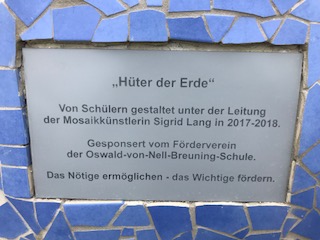 „Hüter der Erde“
Von Schülern gestaltet unter der Leitung
der Mosaikkünstlerin Sigrid Lang in 2017-2018.
Gesponsert vom Förderverein
der Oswald-von-Nell-Breuning-Schule.
Das Nötige ermöglichen - das Wichtige fördern.